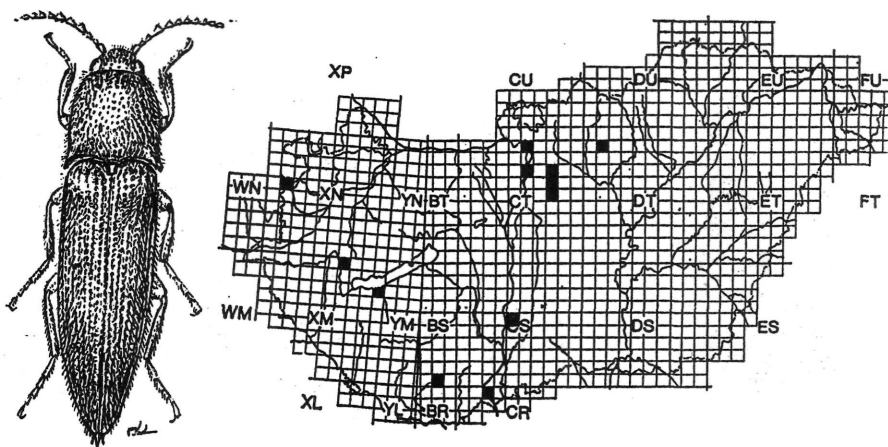 XP CU DU EU FU
WN XN YN BT CT DT ET FT
WM XM YM BS CS DS ES
XL YL BR CR